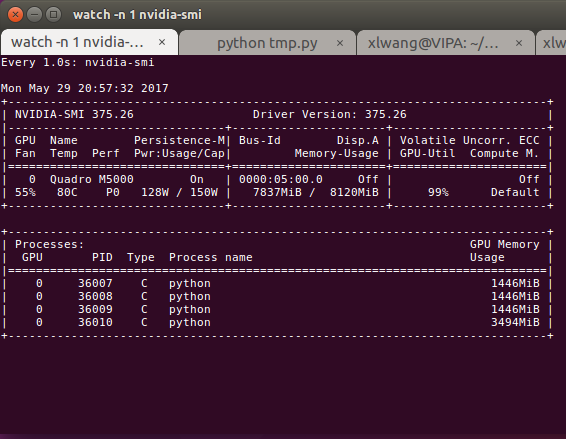 watch -n 1 nvidia-smi
watch -n 1 nvidia-... × python tmp.py × xlwang@VIPA: ~/... × xlw
Every 1.0s: nvidia-smi
Mon May 29 20:57:32 2017
+-----------------------------------------------------------------------------+
| NVIDIA-SMI 375.26                 Driver Version: 375.26                    |
|-------------------------------+----------------------+----------------------+
| GPU  Name        Persistence-M| Bus-Id        Disp.A | Volatile Uncorr. ECC |
| Fan  Temp  Perf  Pwr:Usage/Cap|         Memory-Usage | GPU-Util  Compute M. |
|===============================+======================+======================|
|   0  Quadro M5000        On   | 0000:05:00.0     Off |                  Off |
| 55%   80C    P0   128W / 150W |   7837MiB /  8120MiB |     99%      Default |
+-------------------------------+----------------------+----------------------+
+-----------------------------------------------------------------------------+
| Processes:                                                       GPU Memory |
|  GPU       PID  Type  Process name                               Usage      |
|=============================================================================|
|    0     36007    C   python                                        1446MiB |
|    0     36008    C   python                                        1446MiB |
|    0     36009    C   python                                        1446MiB |
|    0     36010    C   python                                        3494MiB |
+-----------------------------------------------------------------------------+